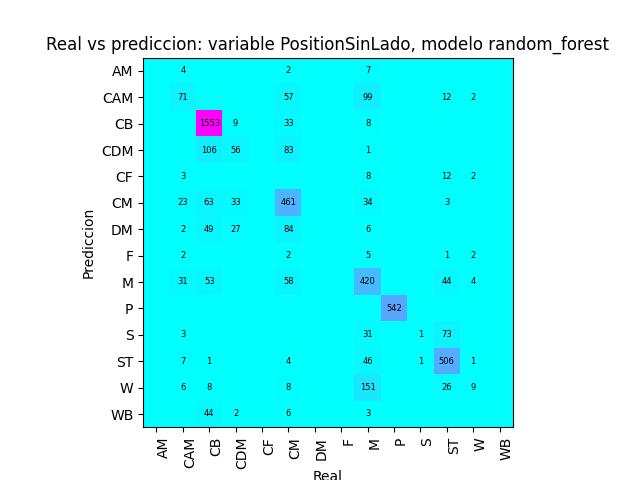 Real vs prediccion: variable PositionSinLado, modelo random_forest
Prediccion
AM 4 2 7
CAM 71 57 99 12 2
CB 1553 9 33 8
CDM 106 56 83 1
CF 3 8 12 2
CM 23 63 33 461 34 3
DM 2 49 27 84 6
F 2 2 5 1 2
M 31 53 58 420 44 4
P 542
S 3 31 1 73
ST 7 1 4 46 1 506 1
W 6 8 8 151 26 9
WB 44 2 6 3
AM CAM CB CDM CF CM DM F M P S ST W WB
Real